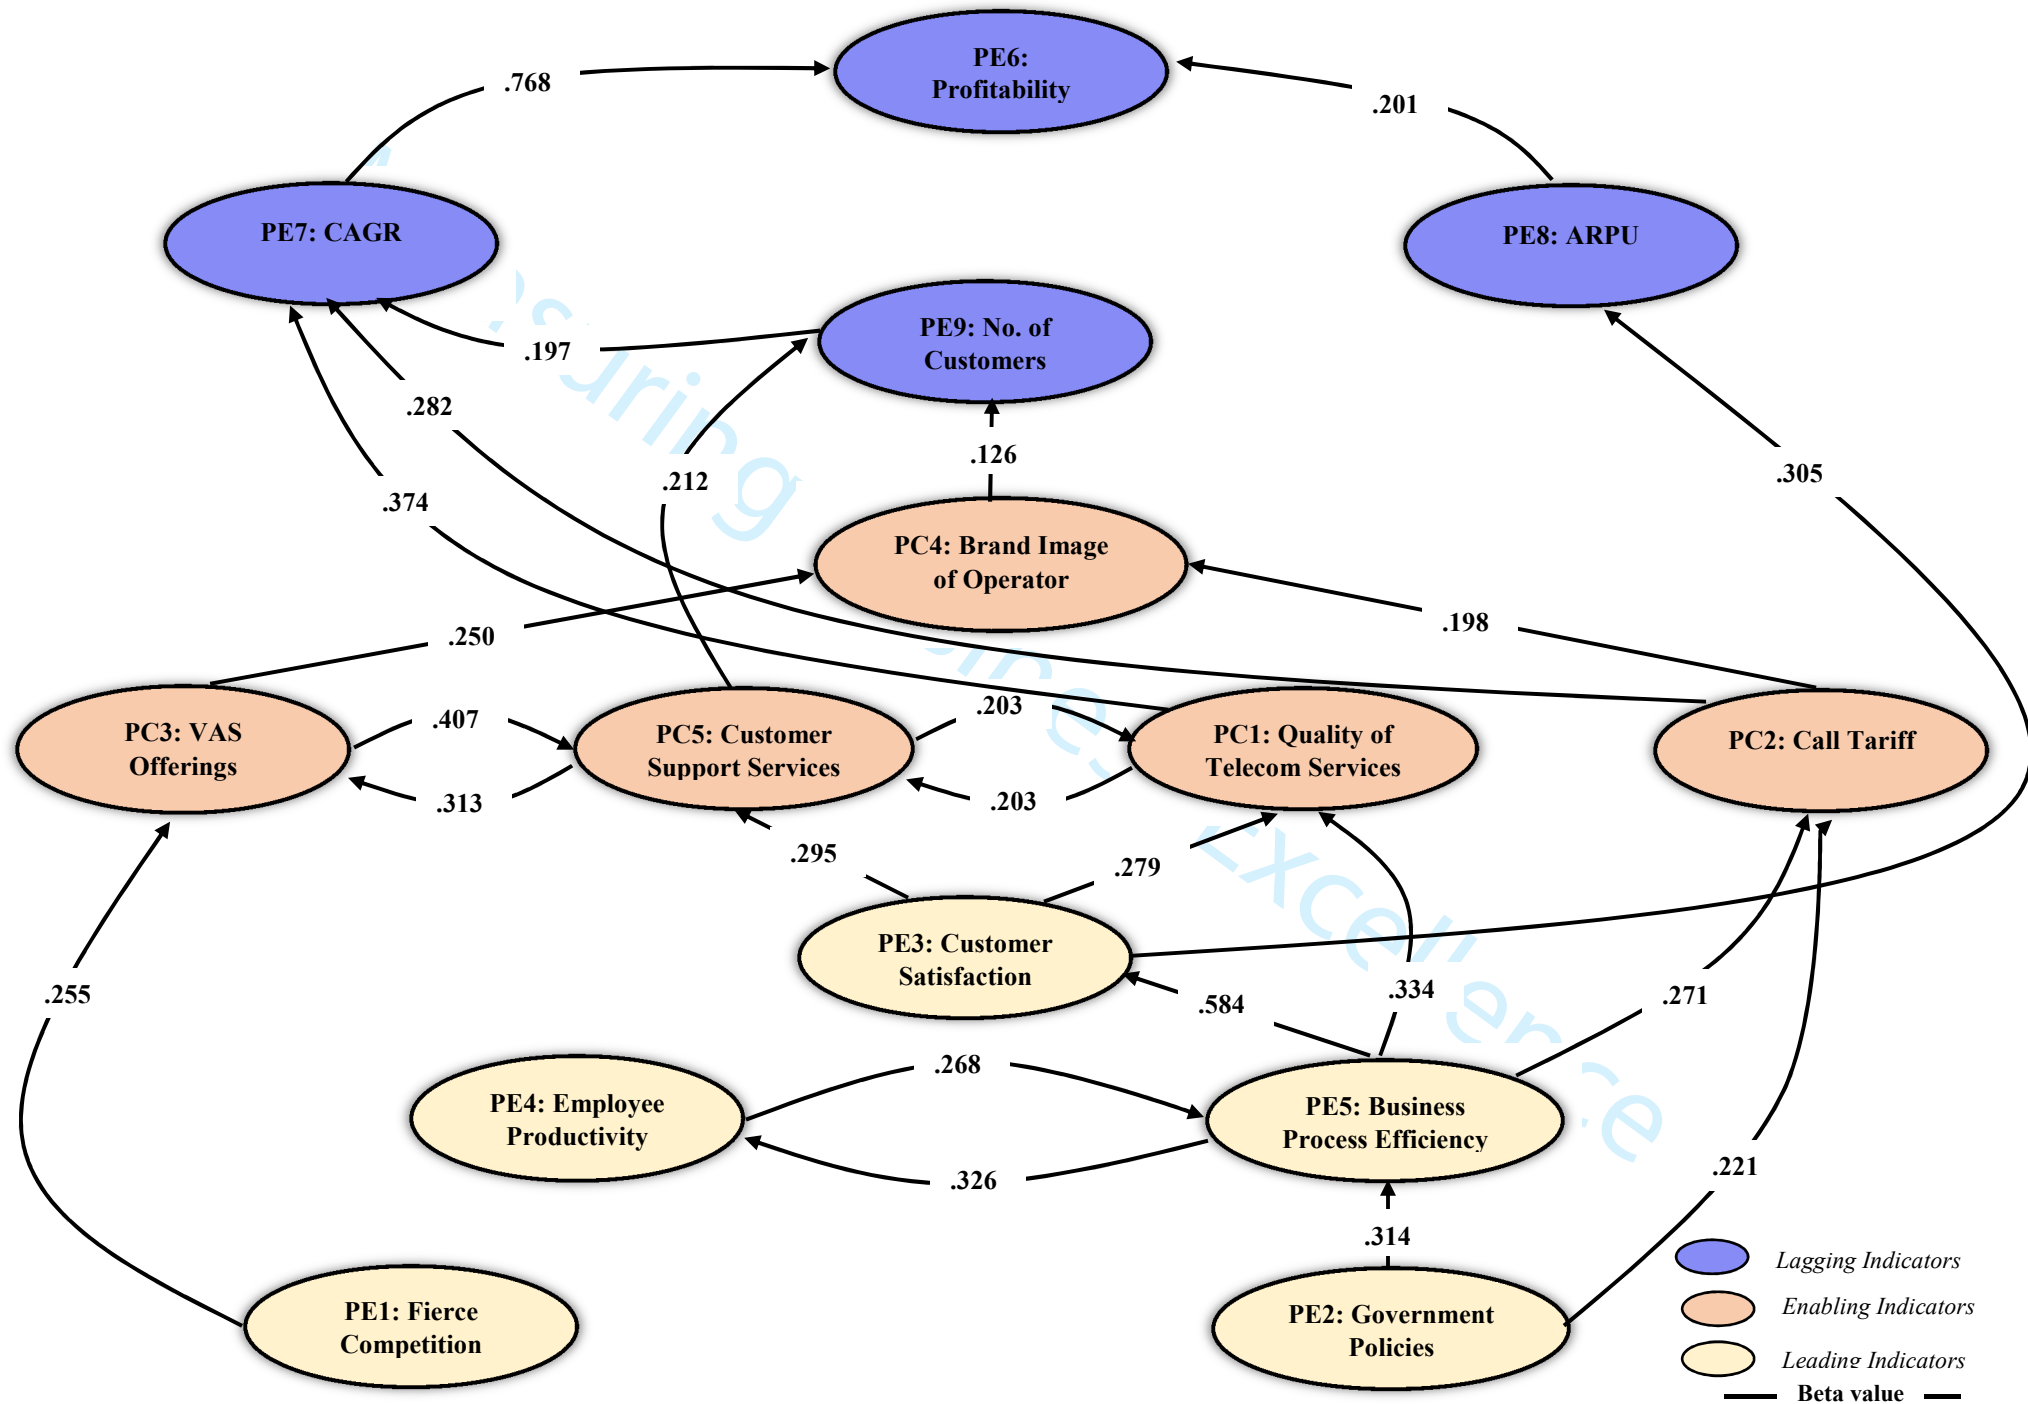 PE6:
Profitability
.768
.201
PE7: CAGR
PE8: ARPU
PE9: No. of
Customers
.197
.282
.126
.212
.305
.374
PC4: Brand Image
of Operator
.250
.198
PC3: VAS
Offerings
.407
.313
PC5: Customer
Support Services
.203
.203
PC1: Quality of
Telecom Services
PC2: Call Tariff
.295
.279
PE3: Customer
Satisfaction
.255
.584
.334
.271
.268
PE4: Employee
Productivity
PE5: Business
Process Efficiency
.326
.221
.314
PE1: Fierce
Competition
PE2: Government
Policies
Lagging Indicators
Enabling Indicators
Leading Indicators
Beta value
Excellence